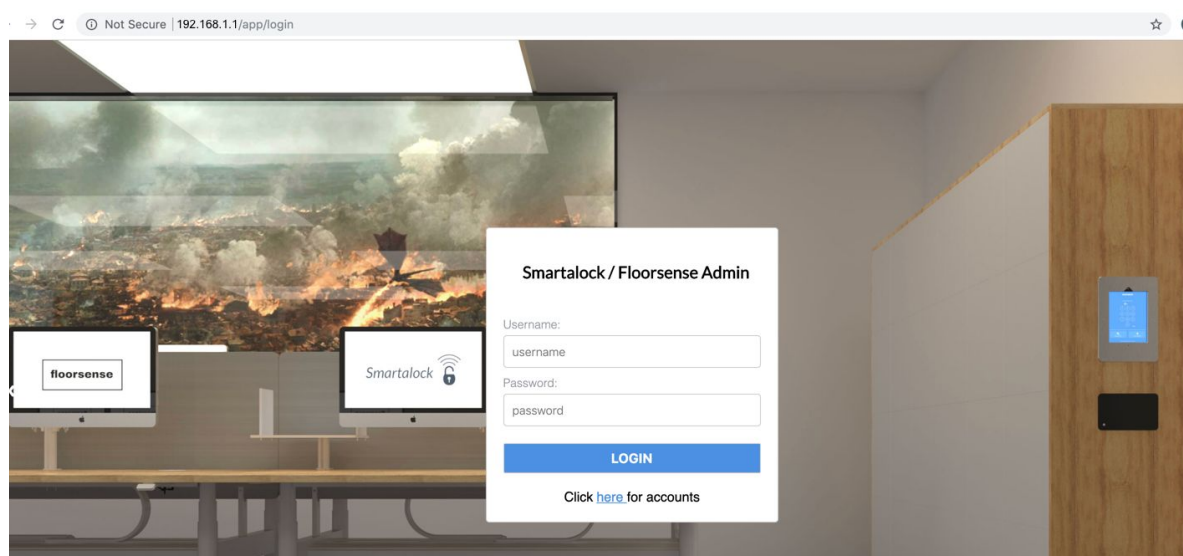 Not Secure | 192.168.1.1/app/login
Smartalock / Floorsense Admin
Username:
username
floorsense
Smartalock
Password:
password
LOGIN
Click here for accounts